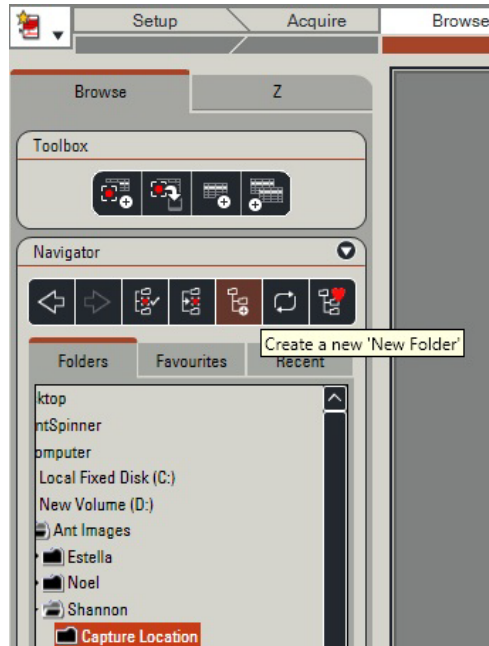 Setup
Acquire
Browse
Browse
Z
Toolbox
Navigator
Create a new 'New Folder'
Folders
Favourites
Recent
ktop
ntSpinner
omputer
Local Fixed Disk (C:)
New Volume (D:)
Ant Images
Estella
Noel
Shannon
Capture Location